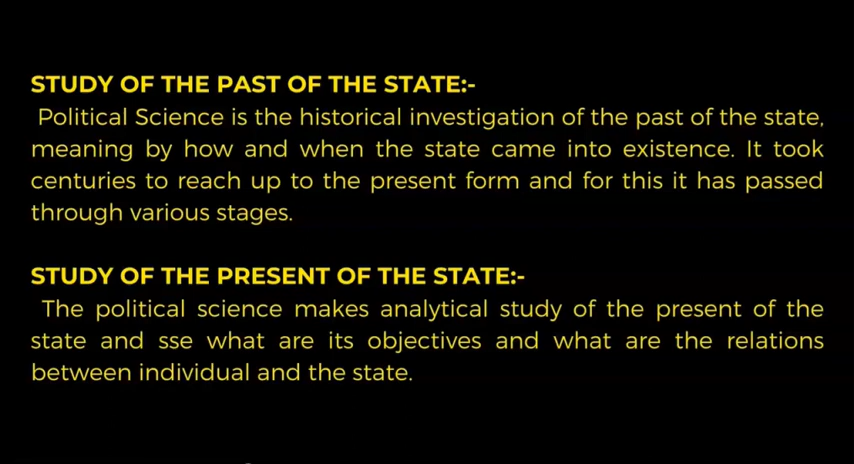 STUDY OF THE PAST OF THE STATE:-
Political Science is the historical investigation of the past of the state,
meaning by how and when the state came into existence. It took
centuries to reach up to the present form and for this it has passed
through various stages.
STUDY OF THE PRESENT OF THE STATE:-
The political science makes analytical study of the present of the
state and sse what are its objectives and what are the relations
between individual and the state.